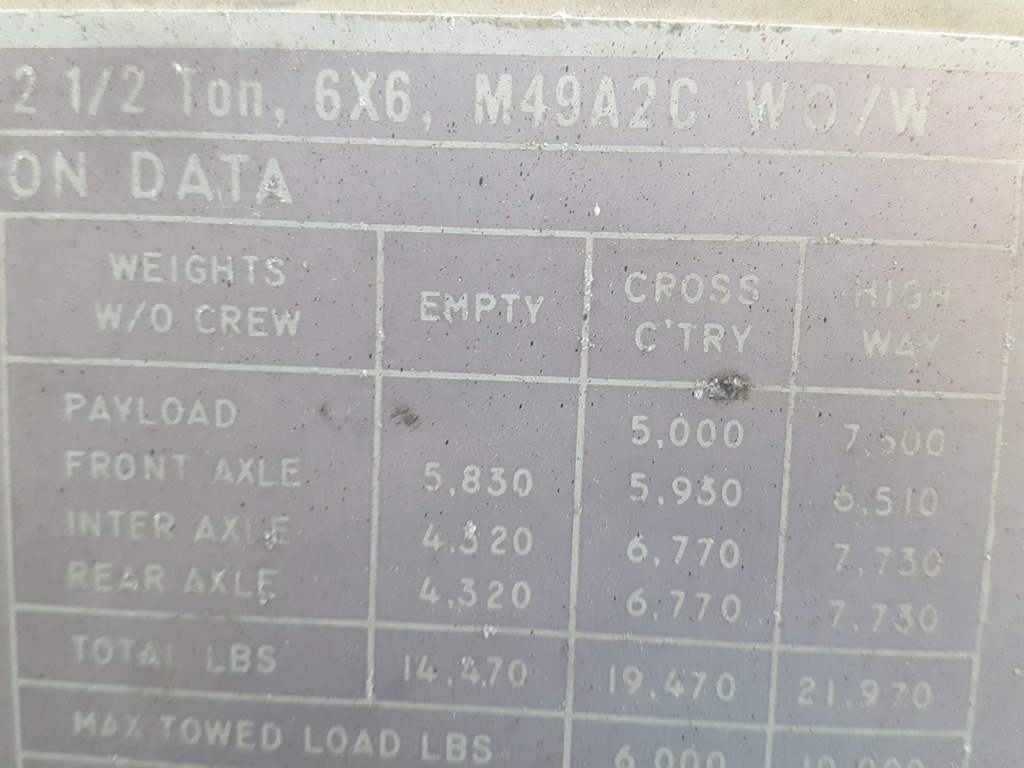 2 1/2 Ton, 6X6, M49A2C WO/W
ON DATA
WEIGHTS W/O CREW EMPTY CROSS C'TRY HIGH WAY
PAYLOAD 5,000 7,500
FRONT AXLE 5,830 5,930 6,510
INTER AXLE 4,320 6,770 7,730
REAR AXLE 4,320 6,770 7,730
TOTAL LBS 14,470 19,470 21,970
MAX TOWED LOAD LBS 6,000 10,000